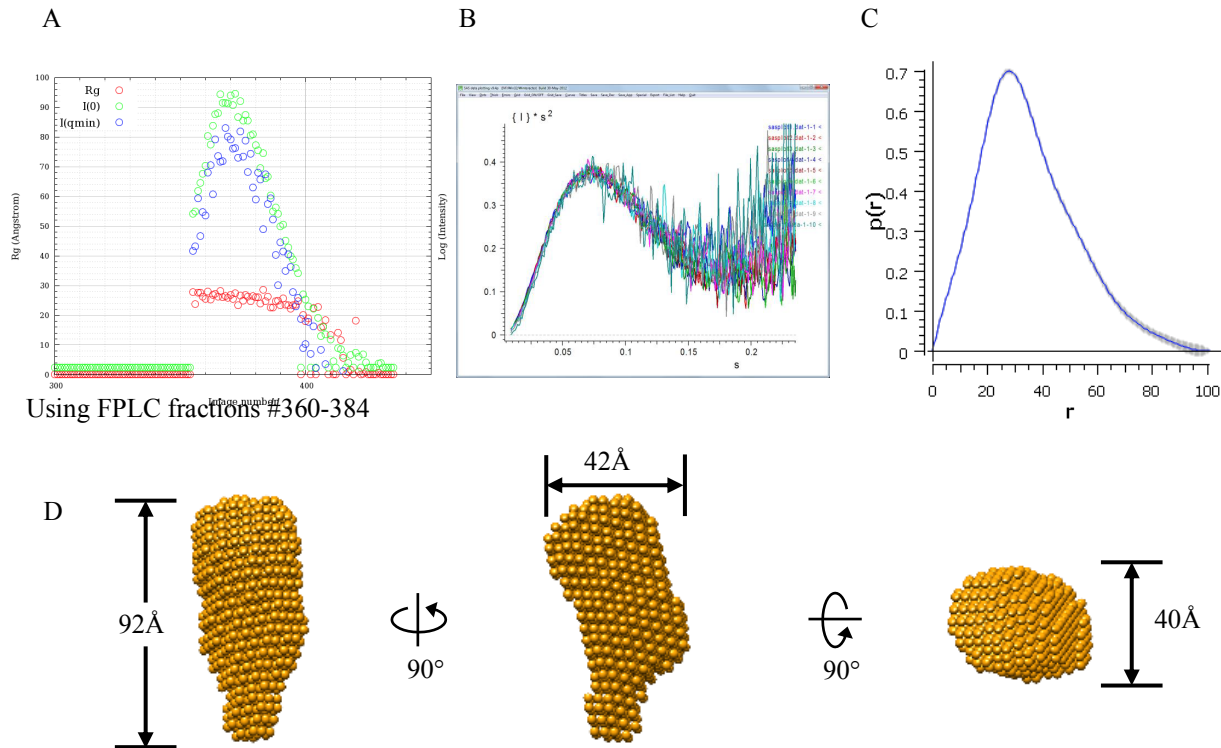 A
B
C
100
90
80
70
60
50
40
30
20
10
0
300
400
Rg (Angstrom)
Log (Intensity)
Rg
I(0)
I(qmin)
Image number
Using FPLC fractions #360-384
{ I } * s²
0.4
0.3
0.2
0.1
0
0.05
0.1
0.15
0.2
s
p(r)
0.7
0.6
0.5
0.4
0.3
0.2
0.1
0
0
20
40
60
80
100
r
D
92Å
90°
42Å
90°
40Å